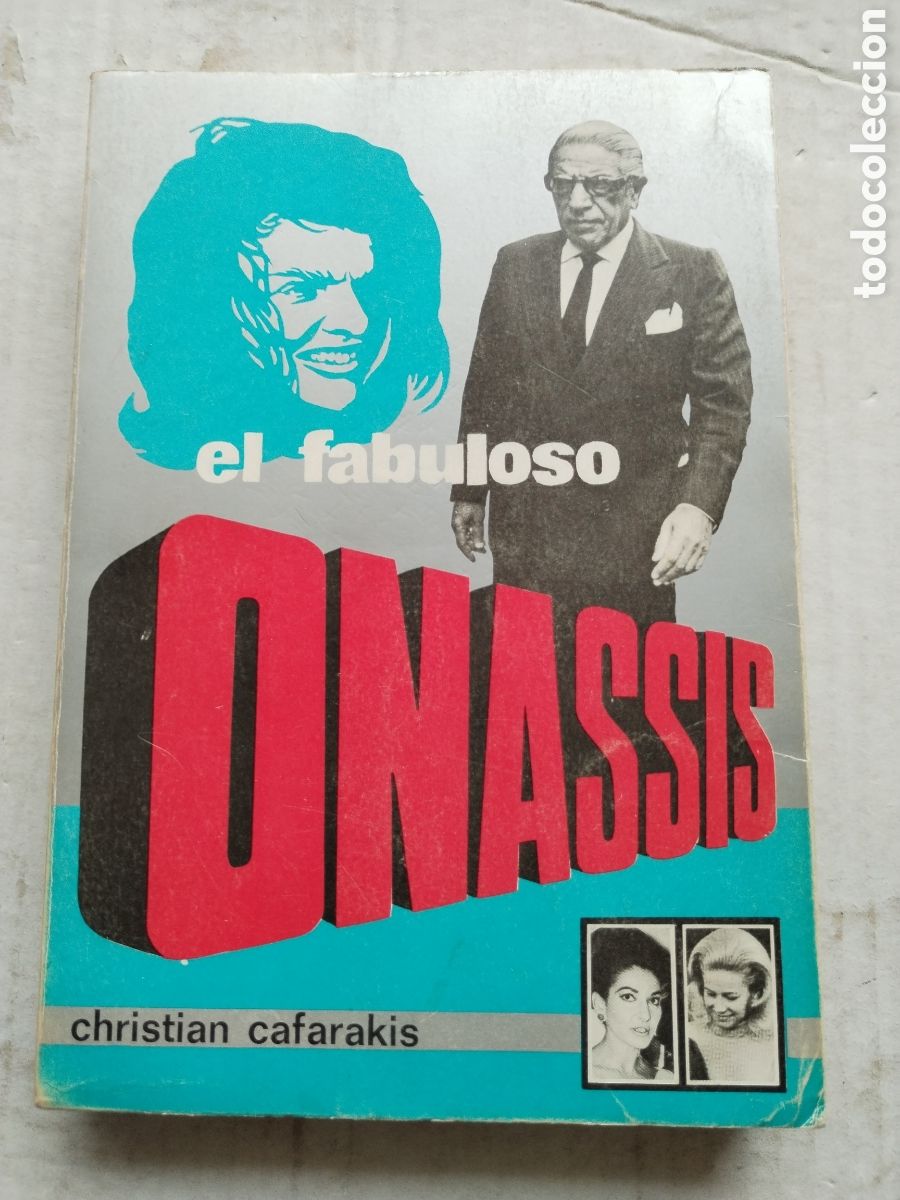 el fabuloso
ONASSIS
christian cafarakis
todocoleccion